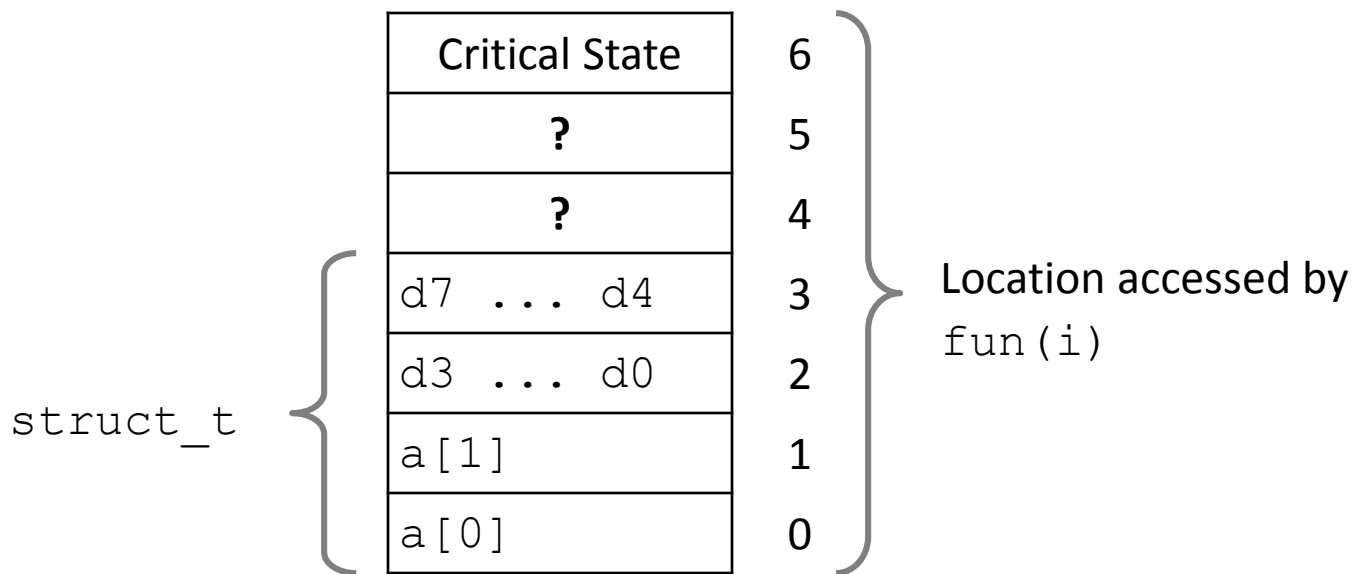 Critical State 6
? 5
? 4
d7 ... d4 3
d3 ... d0 2
a[1] 1
a[0] 0
struct_t
Location accessed by
fun(i)